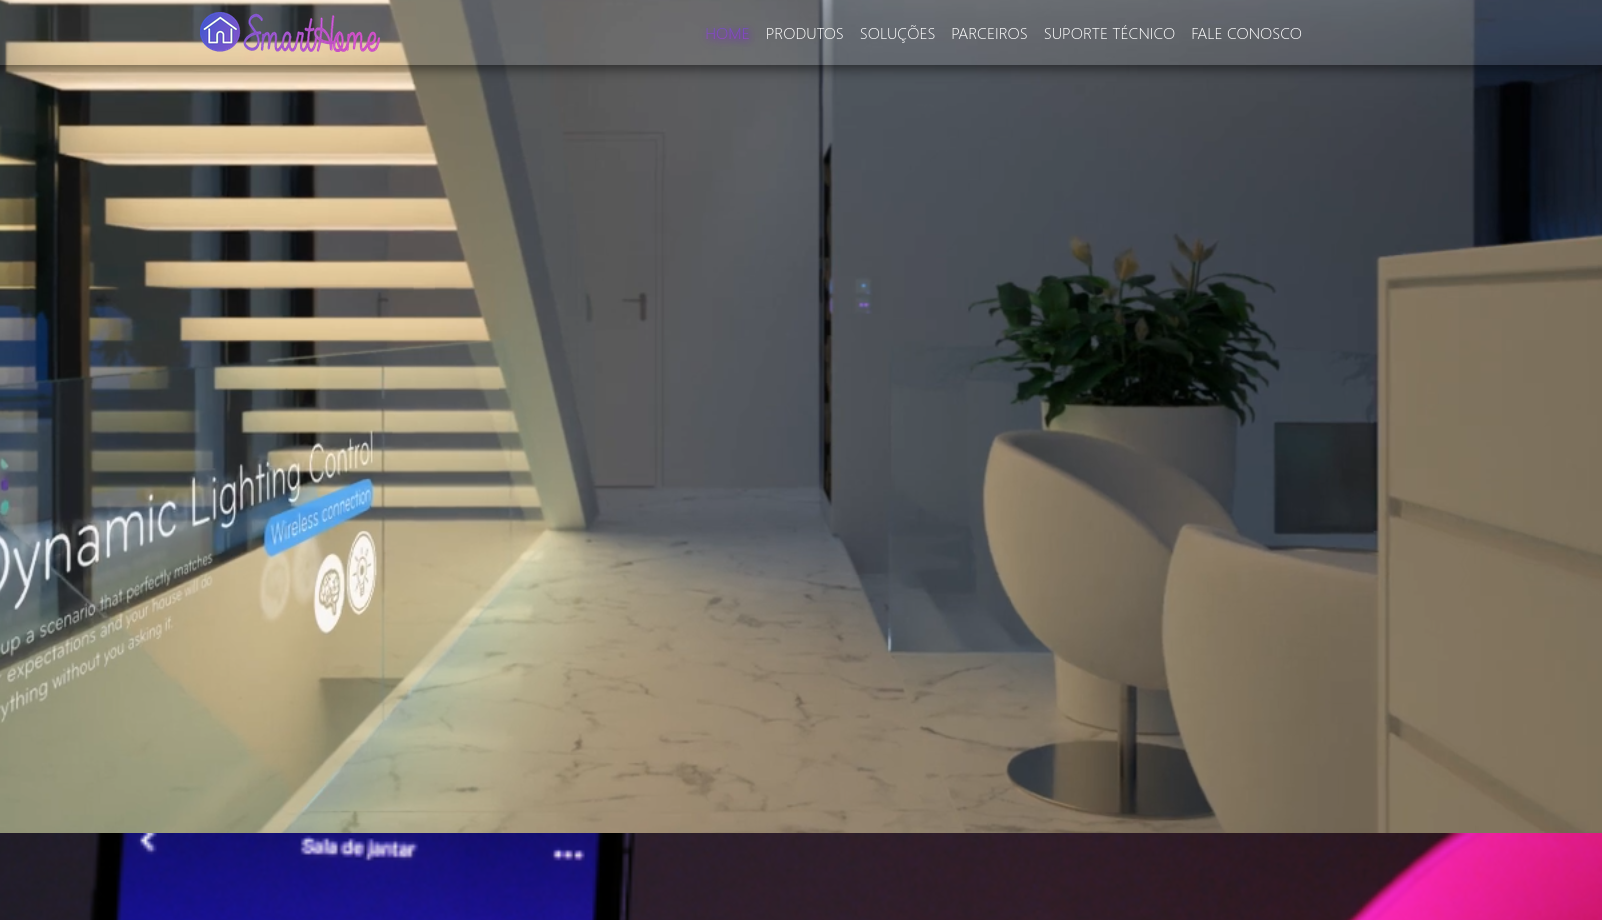 SmartHome
HOME PRODUTOS SOLUÇÕES PARCEIROS SUPORTE TÉCNICO FALE CONOSCO
Dynamic Lighting Control
Wireless connection
up a scenario that perfectly matches
expectations and your house will do
ything without you asking it.
Sala de jantar